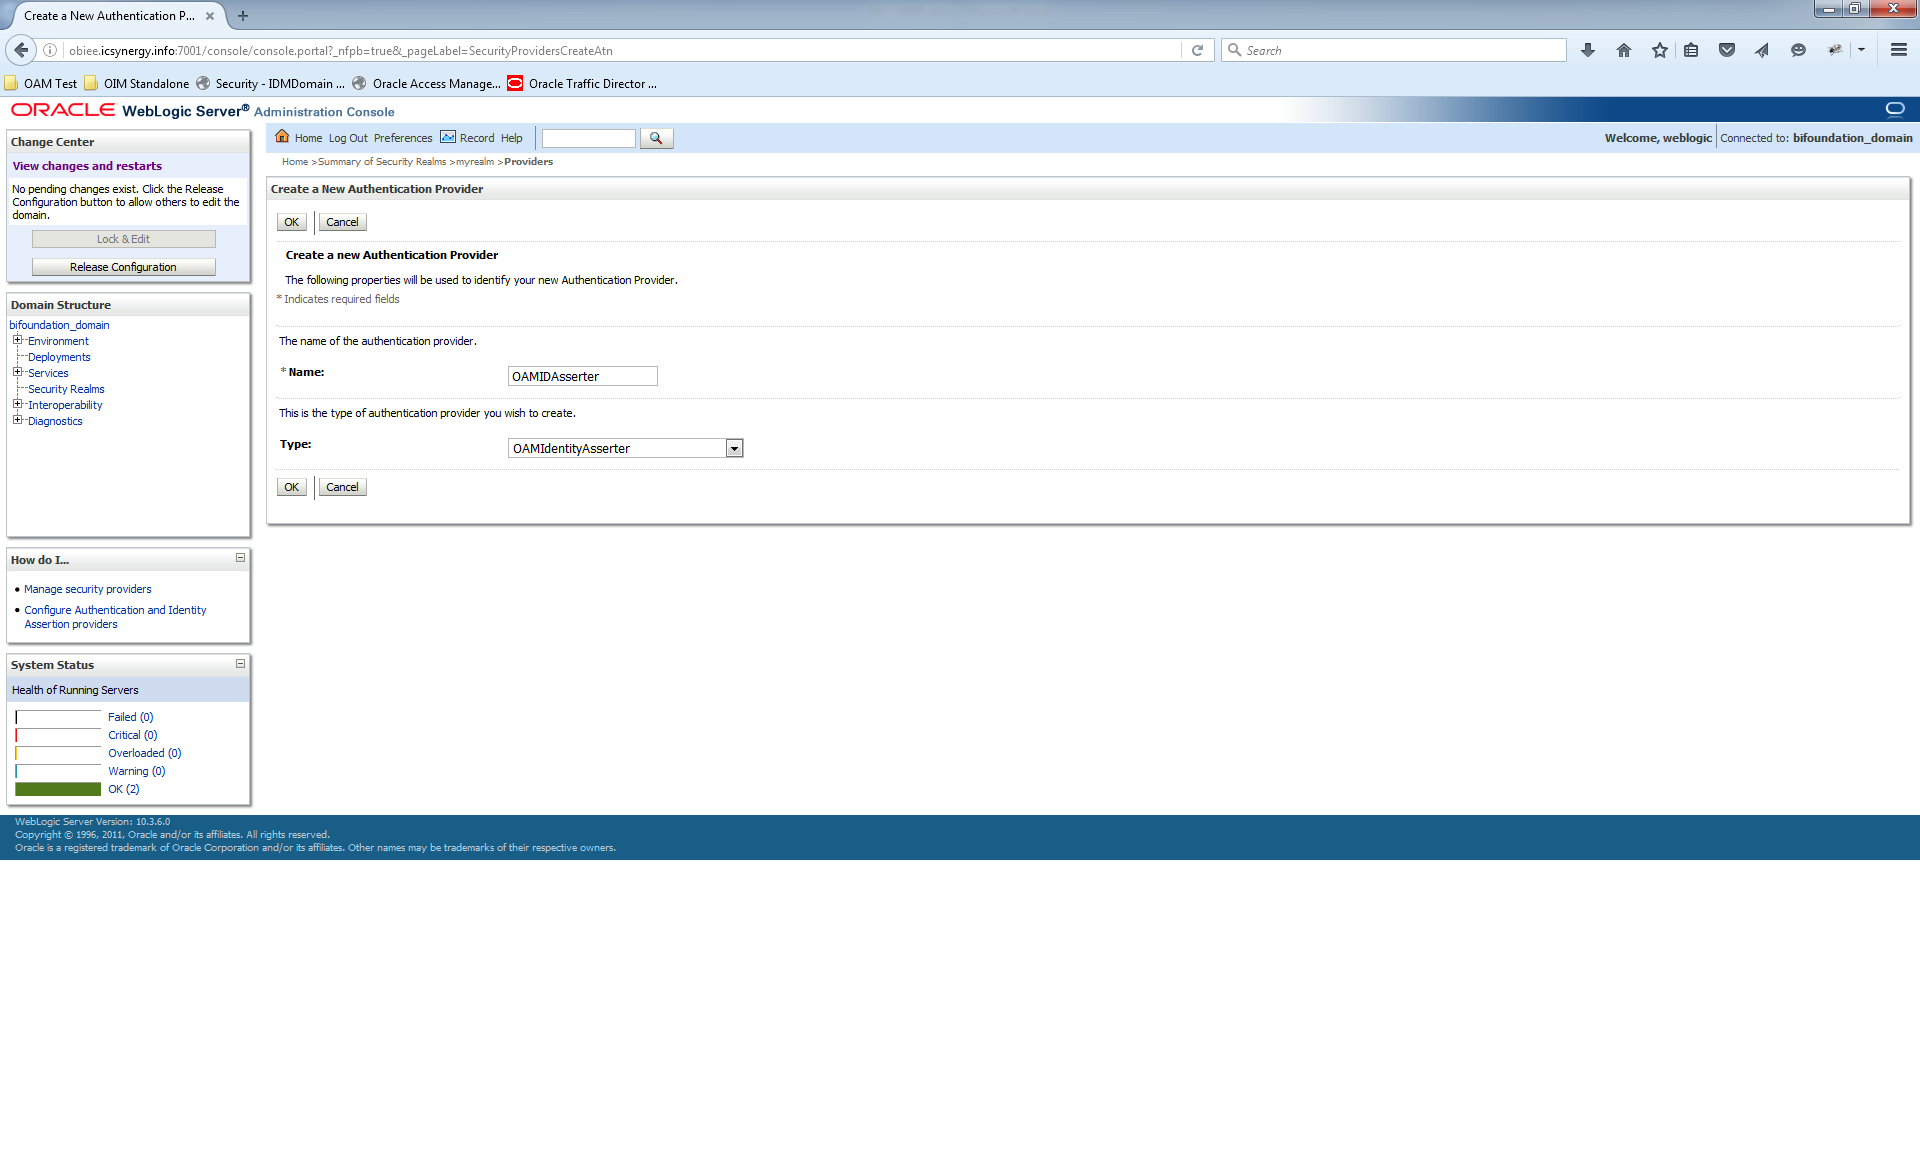 Create a New Authentication P...
obiee.icsynergy.info:7001/console/console.portal?_nfpb=true&_pageLabel=SecurityProvidersCreateAtn
Search
OAM Test
OIM Standalone
Security - IDMDomain ...
Oracle Access Manage...
Oracle Traffic Director ...
ORACLE WebLogic Server® Administration Console
Change Center
View changes and restarts
No pending changes exist. Click the Release
Configuration button to allow others to edit the
domain.
Lock & Edit
Release Configuration
Domain Structure
bifoundation_domain
Environment
Deployments
Services
Security Realms
Interoperability
Diagnostics
How do I...
Manage security providers
Configure Authentication and Identity
Assertion providers
System Status
Health of Running Servers
Failed (0)
Critical (0)
Overloaded (0)
Warning (0)
OK (2)
Home Log Out Preferences Record Help
Welcome, weblogic
Connected to: bifoundation_domain
Home >Summary of Security Realms >myrealm >Providers
Create a New Authentication Provider
OK Cancel
Create a new Authentication Provider
The following properties will be used to identify your new Authentication Provider.
* Indicates required fields
The name of the authentication provider.
* Name: OAMIDAsserter
This is the type of authentication provider you wish to create.
Type: OAMIdentityAsserter
OK Cancel
WebLogic Server Version: 10.3.6.0
Copyright © 1996, 2011, Oracle and/or its affiliates. All rights reserved.
Oracle is a registered trademark of Oracle Corporation and/or its affiliates. Other names may be trademarks of their respective owners.